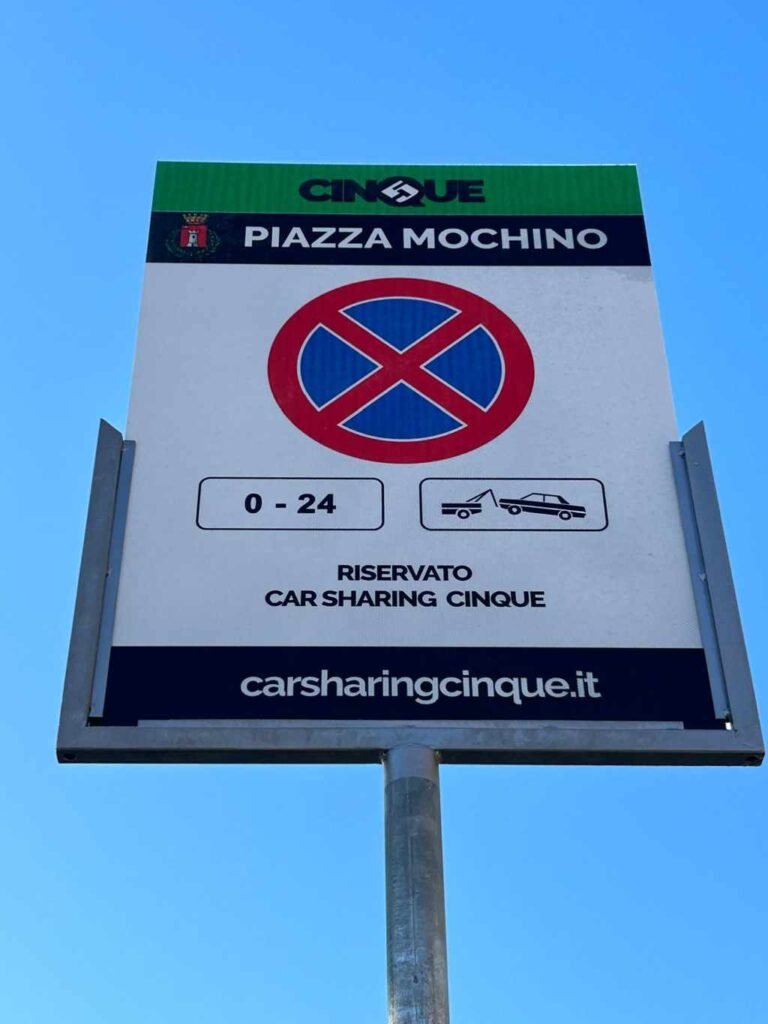 CINQUE
PIAZZA MOCHINO
0 - 24
RISERVATO
CAR SHARING CINQUE
carsharingcinque.it